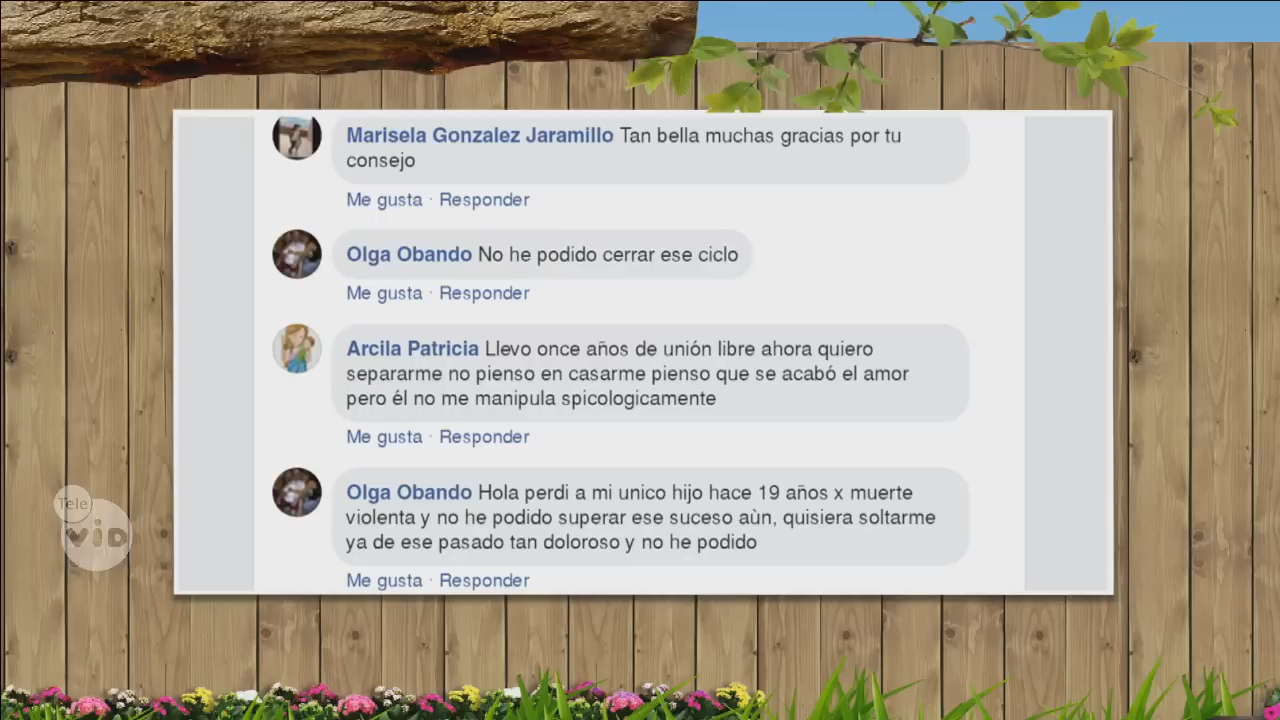 Marisela Gonzalez Jaramillo Tan bella muchas gracias por tu
consejo
Me gusta · Responder
Olga Obando No he podido cerrar ese ciclo
Me gusta · Responder
Arcila Patricia Llevo once años de unión libre ahora quiero
separarme no pienso en casarme pienso que se acabó el amor
pero él no me manipula spicologicamente
Me gusta · Responder
Olga Obando Hola perdi a mi unico hijo hace 19 años x muerte
violenta y no he podido superar ese suceso aùn, quisiera soltarme
ya de ese pasado tan doloroso y no he podido
Me gusta · Responder
Tele
ViD